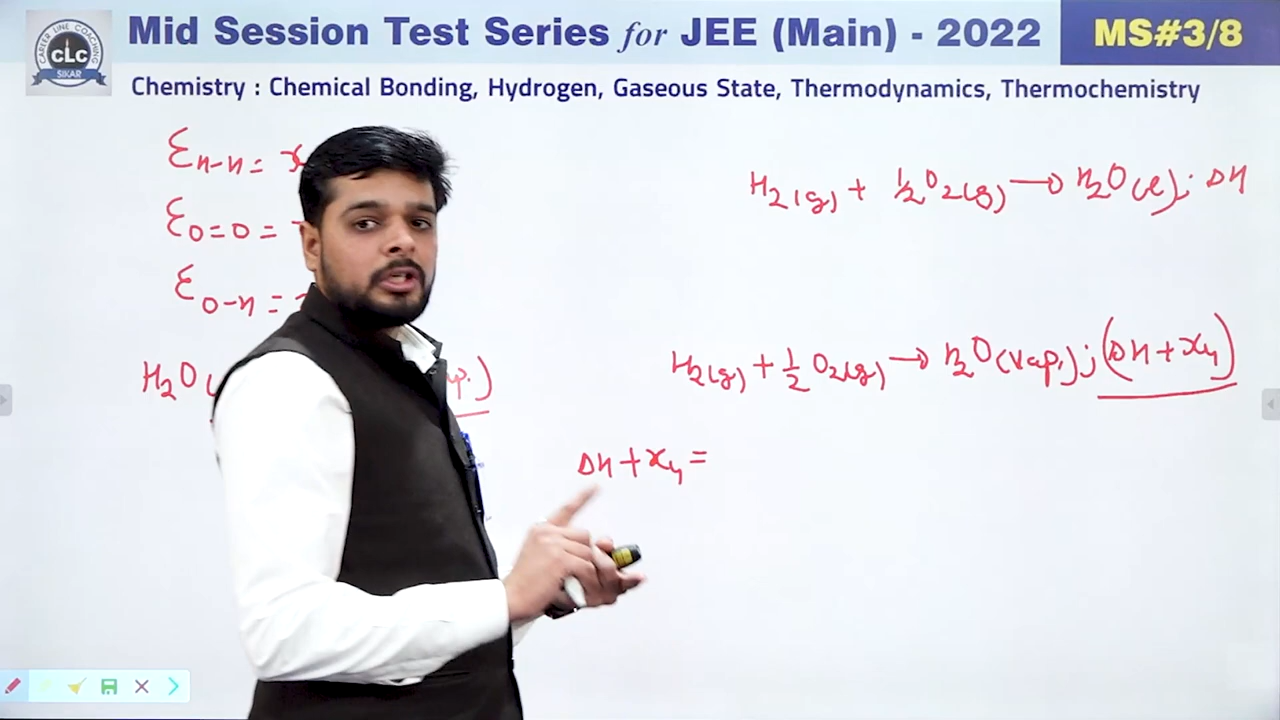 Mid Session Test Series for JEE (Main) - 2022
MS#3/8
CAREER LINE COACHING
CLC
SIKAR
Chemistry : Chemical Bonding, Hydrogen, Gaseous State, Thermodynamics, Thermochemistry
Ɛ H-H = x
Ɛ O=O =
Ɛ O-H =
H₂O (
p.)
H₂(g) + ½O₂(g) → H₂O(l); ΔH
H₂(g) + ½O₂(g) → H₂O(vap.); (ΔH + x₄)
ΔH + x₄ =